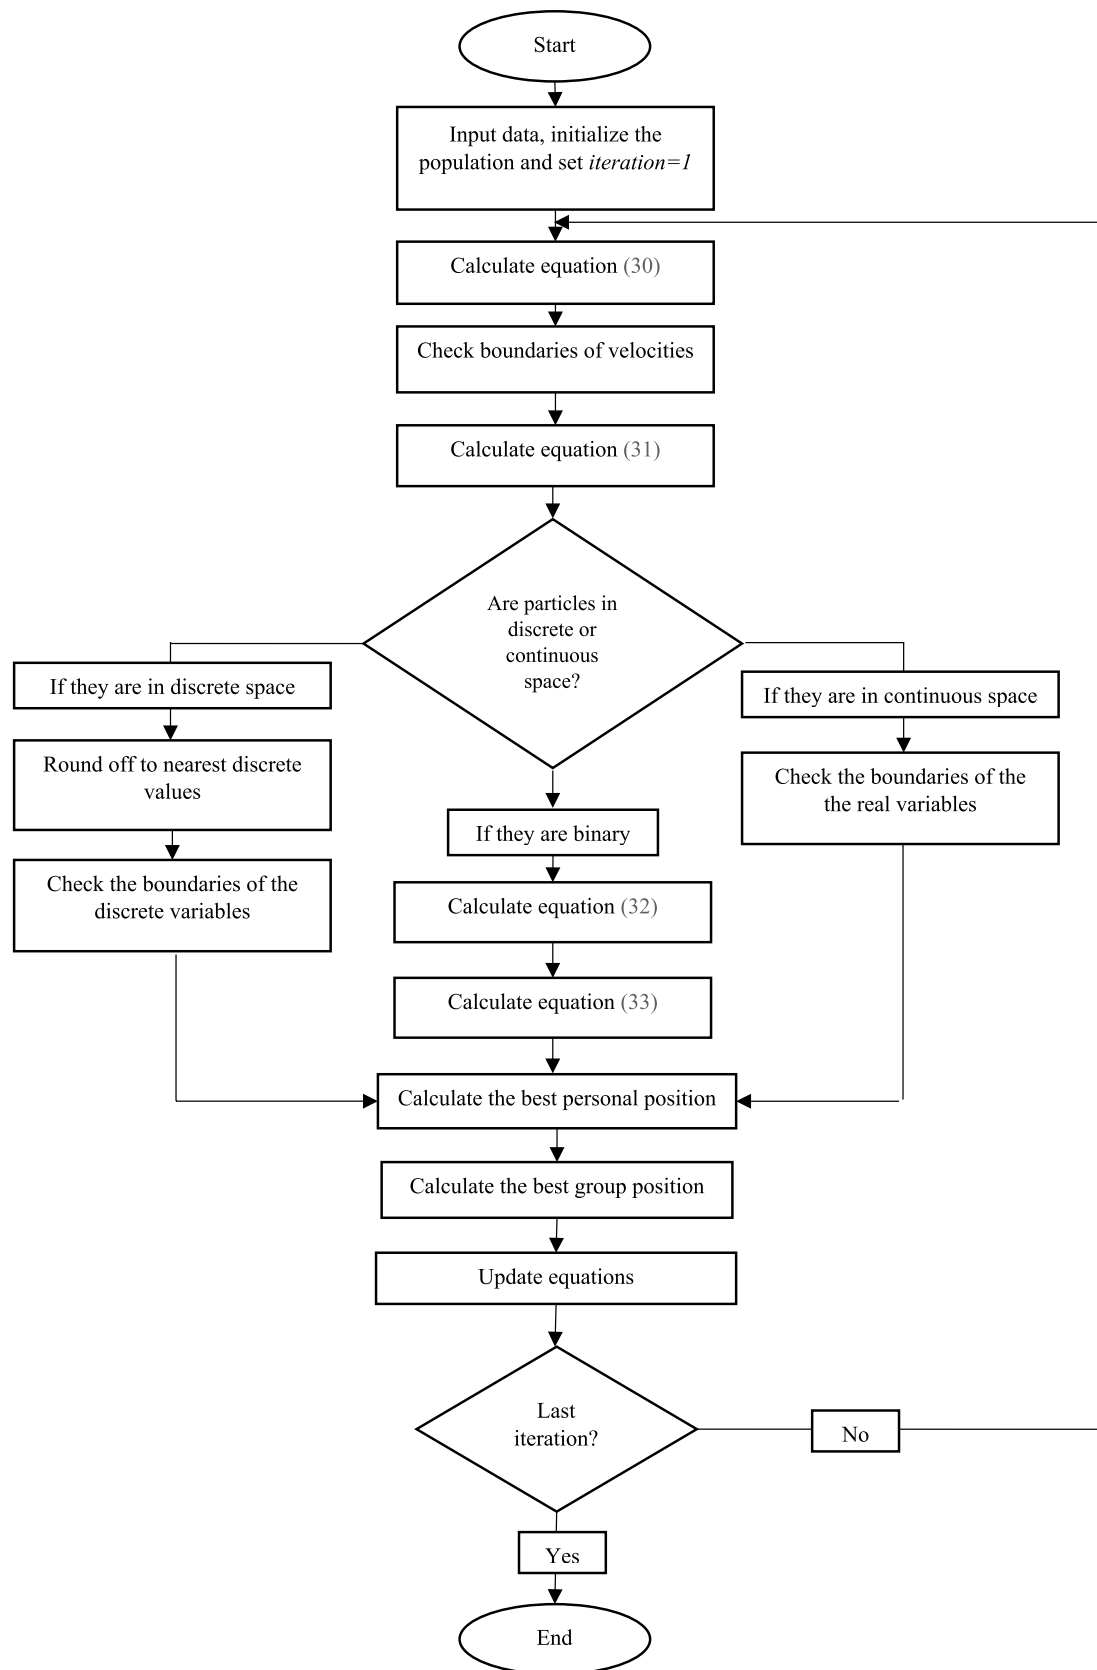 Start
Input data, initialize the
population and set iteration=1
Calculate equation (30)
Check boundaries of velocities
Calculate equation (31)
Are particles in
discrete or
continuous
space?
If they are in discrete space
Round off to nearest discrete
values
Check the boundaries of the
discrete variables
If they are binary
Calculate equation (32)
Calculate equation (33)
If they are in continuous space
Check the boundaries of the
the real variables
Calculate the best personal position
Calculate the best group position
Update equations
Last
iteration?
No
Yes
End